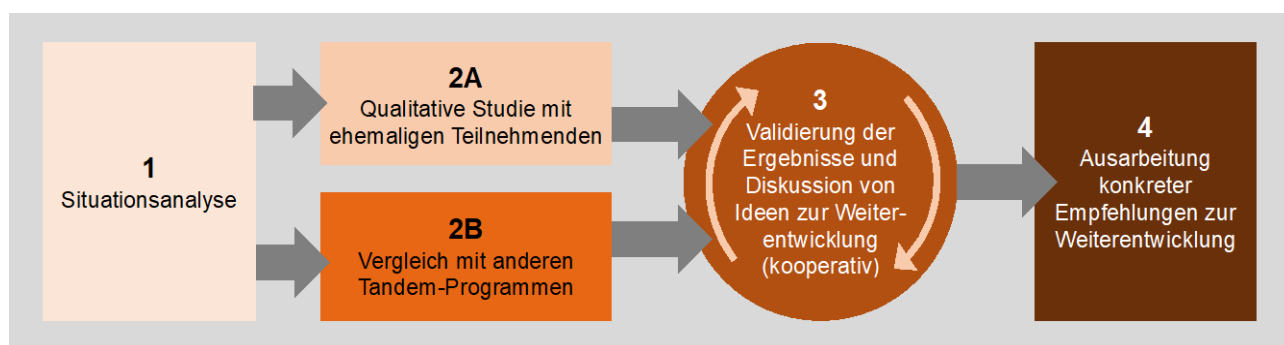 1
Situationsanalyse
2A
Qualitative Studie mit
ehemaligen Teilnehmenden
2B
Vergleich mit anderen
Tandem-Programmen
3
Validierung der
Ergebnisse und
Diskussion von
Ideen zur Weiter-
entwicklung
(kooperativ)
4
Ausarbeitung
konkreter
Empfehlungen zur
Weiterentwicklung